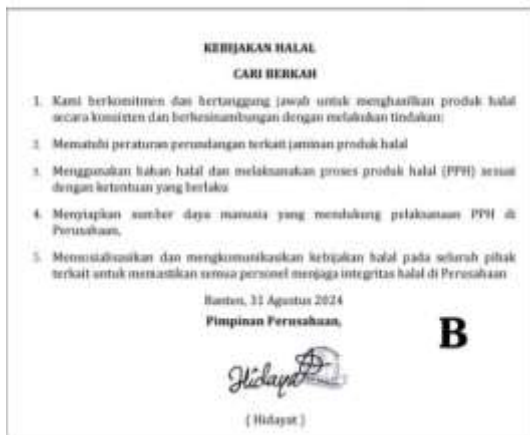 KEBIJAKAN HALAL
CARI BERKAH
1. Kami berkomitmen dan bertanggung jawab untuk menghasilkan produk halal
secara konsisten dan berkesinambungan dengan melakukan tindakan:
2. Mematuhi peraturan perundangan terkait jaminan produk halal
3. Menggunakan bahan halal dan melaksanakan proses produk halal (PPH) sesuai
dengan ketentuan yang berlaku
4. Menyiapkan sumber daya manusia yang mendukung pelaksanaan PPH di
Perusahaan,
5. Mensosialisasikan dan mengkomunikasikan kebijakan halal pada seluruh pihak
terkait untuk memastikan semua personel menjaga integritas halal di Perusahaan
Banten, 31 Agustus 2024
Pimpinan Perusahaan,
B
Hidayat
( Hidayat )